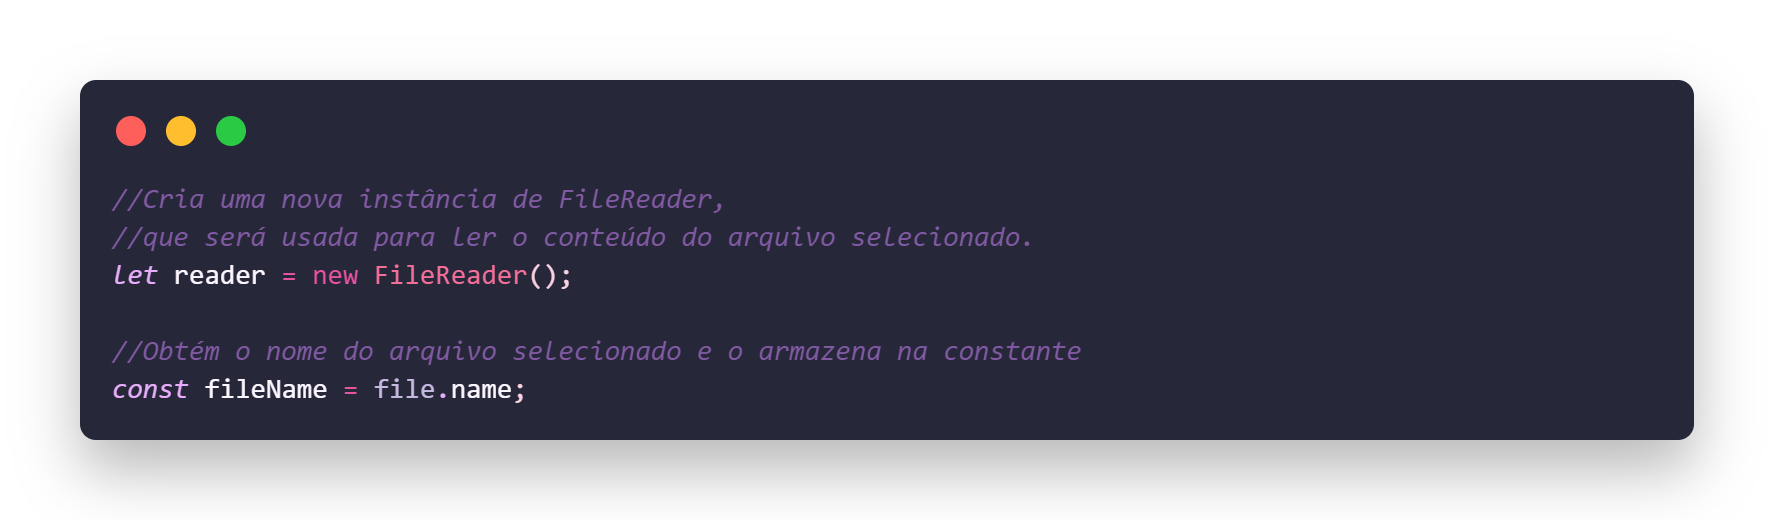 //Cria uma nova instância de FileReader,
//que será usada para ler o conteúdo do arquivo selecionado.
let reader = new FileReader();
//Obtém o nome do arquivo selecionado e o armazena na constante
const fileName = file.name;